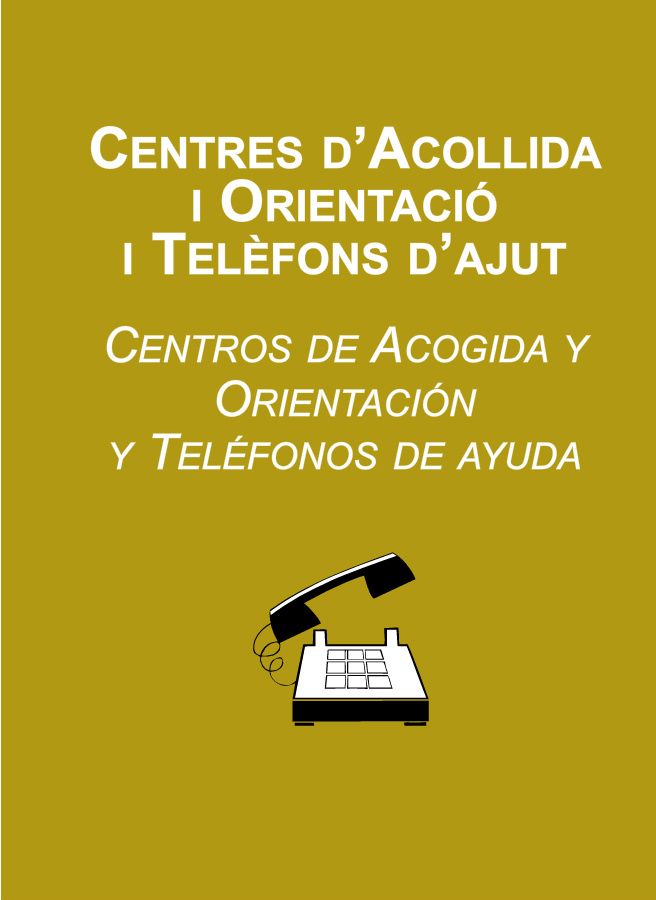 Centres d’Acollida
i Orientació
i Telèfons d’ajut
Centros de Acogida y
Orientación
y Teléfonos de ayuda